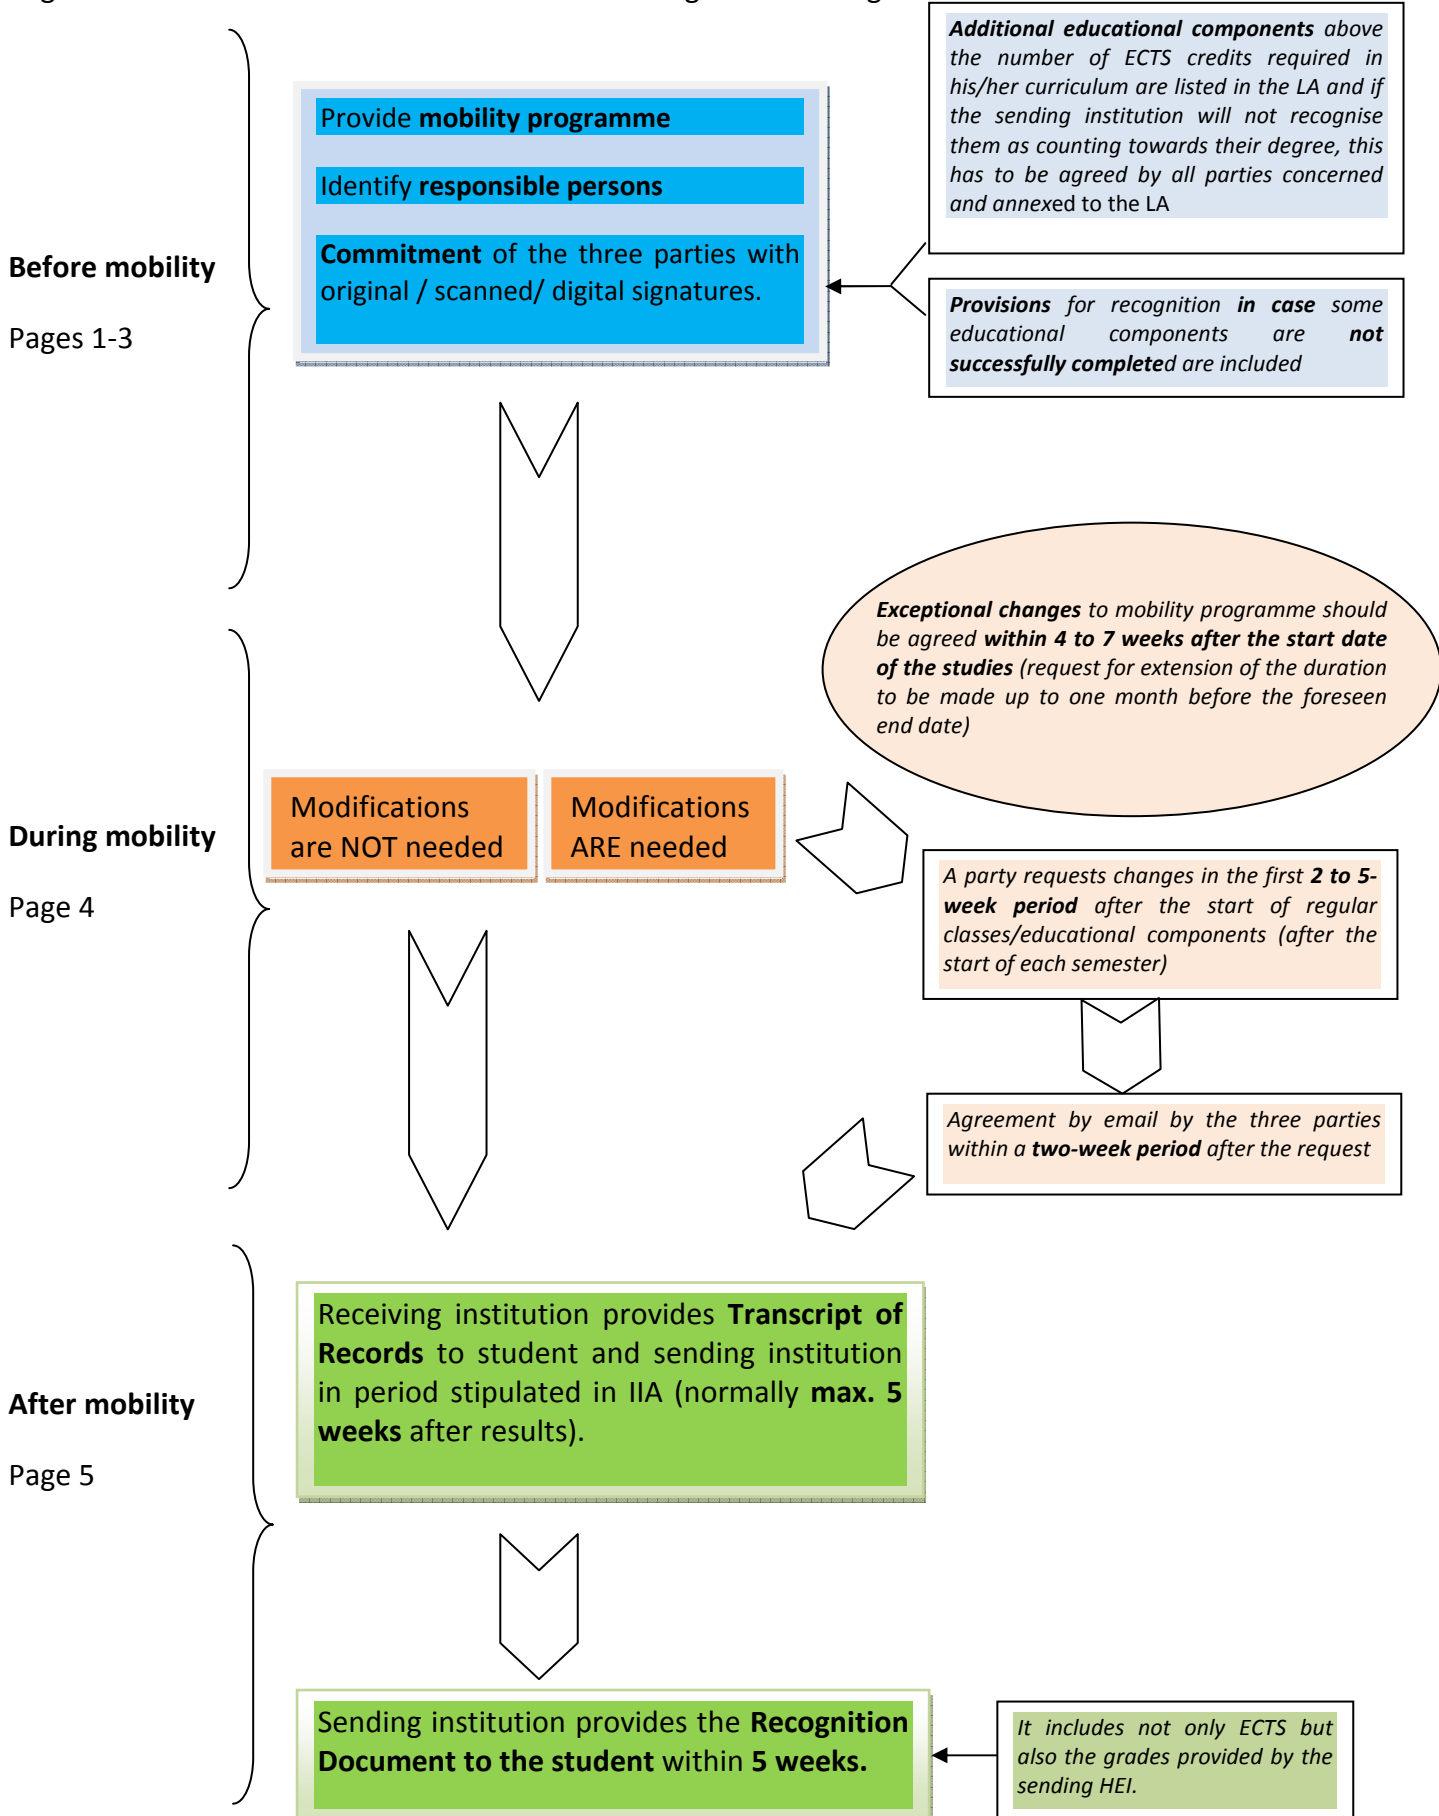 Additional educational components above
the number of ECTS credits required in
his/her curriculum are listed in the LA and if
the sending institution will not recognise
them as counting towards their degree, this
has to be agreed by all parties concerned
and annexed to the LA
Provide mobility programme
Identify responsible persons
Commitment of the three parties with
original / scanned/ digital signatures.
Before mobility
Pages 1-3
Provisions for recognition in case some
educational components are not
successfully completed are included
Exceptional changes to mobility programme should
be agreed within 4 to 7 weeks after the start date
of the studies (request for extension of the duration
to be made up to one month before the foreseen
end date)
During mobility
Page 4
Modifications
are NOT needed
Modifications
ARE needed
A party requests changes in the first 2 to 5-
week period after the start of regular
classes/educational components (after the
start of each semester)
Agreement by email by the three parties
within a two-week period after the request
After mobility
Page 5
Receiving institution provides Transcript of
Records to student and sending institution
in period stipulated in IIA (normally max. 5
weeks after results).
Sending institution provides the Recognition
Document to the student within 5 weeks.
It includes not only ECTS but
also the grades provided by the
sending HEI.